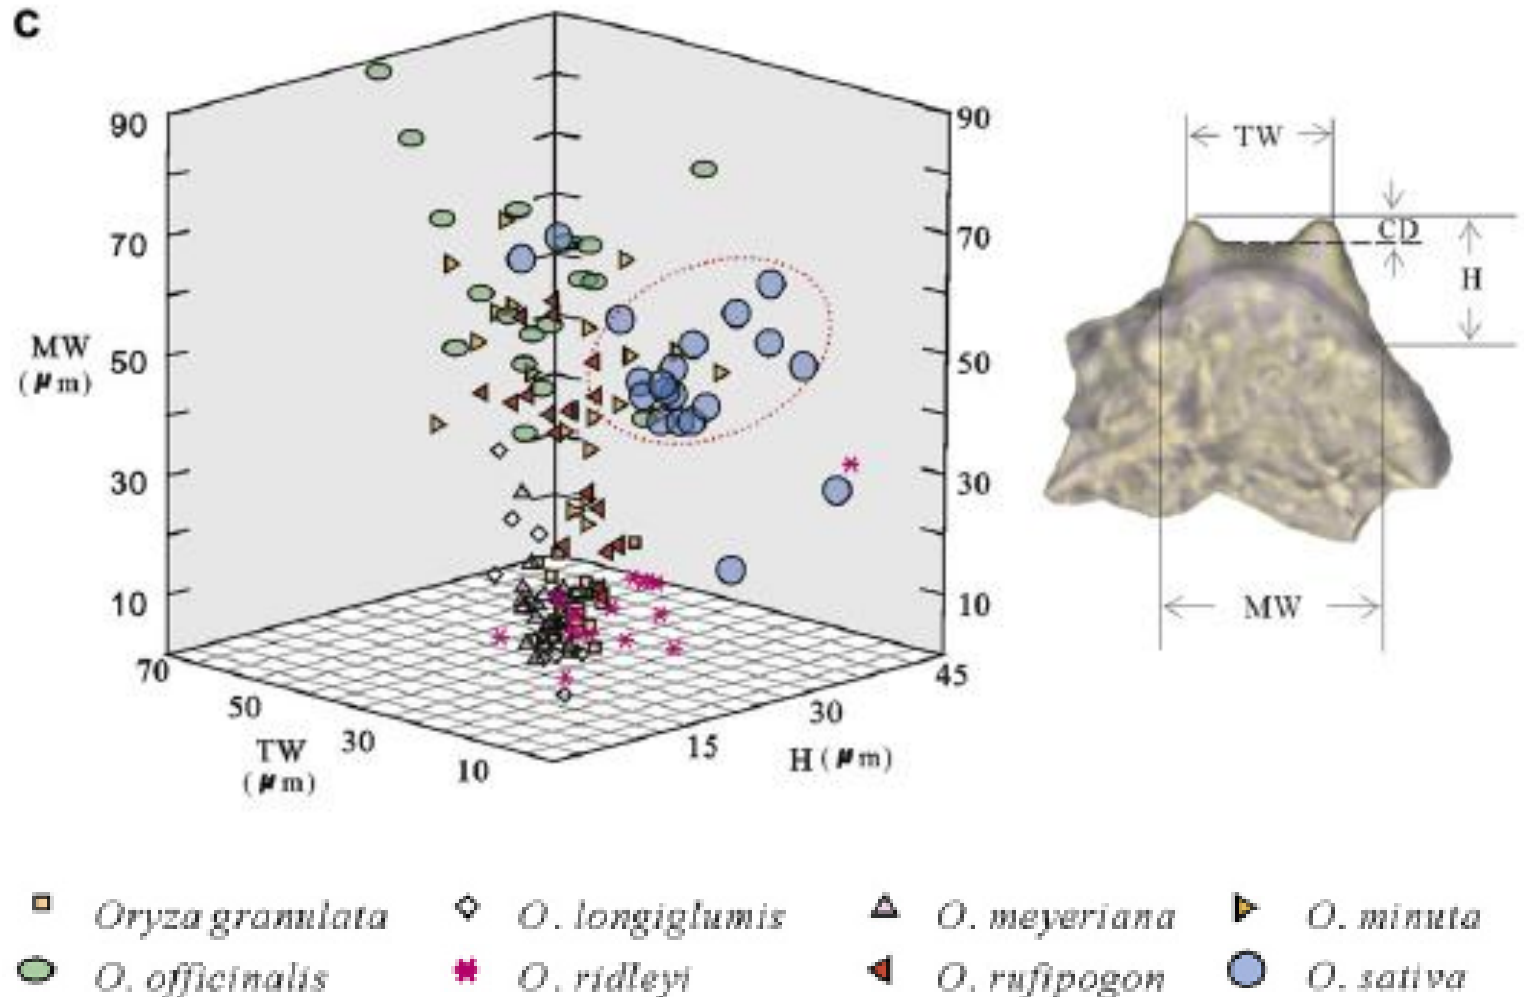 c
90
70
50
30
10
MW
(μm)
90
70
50
30
10
70
50
30
10
TW
(μm)
15
30
45
H (μm)
TW
CD
H
MW
Oryza granulata
O. longiglumis
O. meyeriana
O. minuta
O. officinalis
O. ridleyi
O. rufipogon
O. sativa